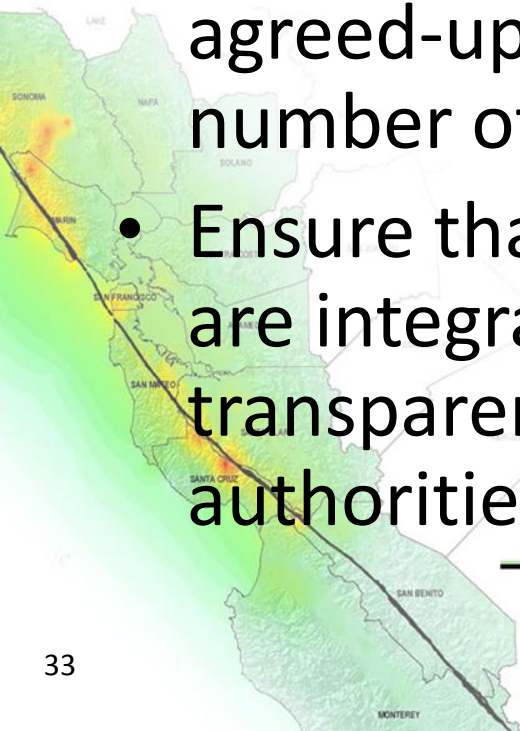 LAKE
agreed-up
SONOMA
NAPA
number of
SOLANO
MARIN
• Ensure tha
SAN FRANCISCO
are integra
SAN MATEO
transparen
SANTA CRUZ
authoritie
SAN BENITO
33
MONTEREY